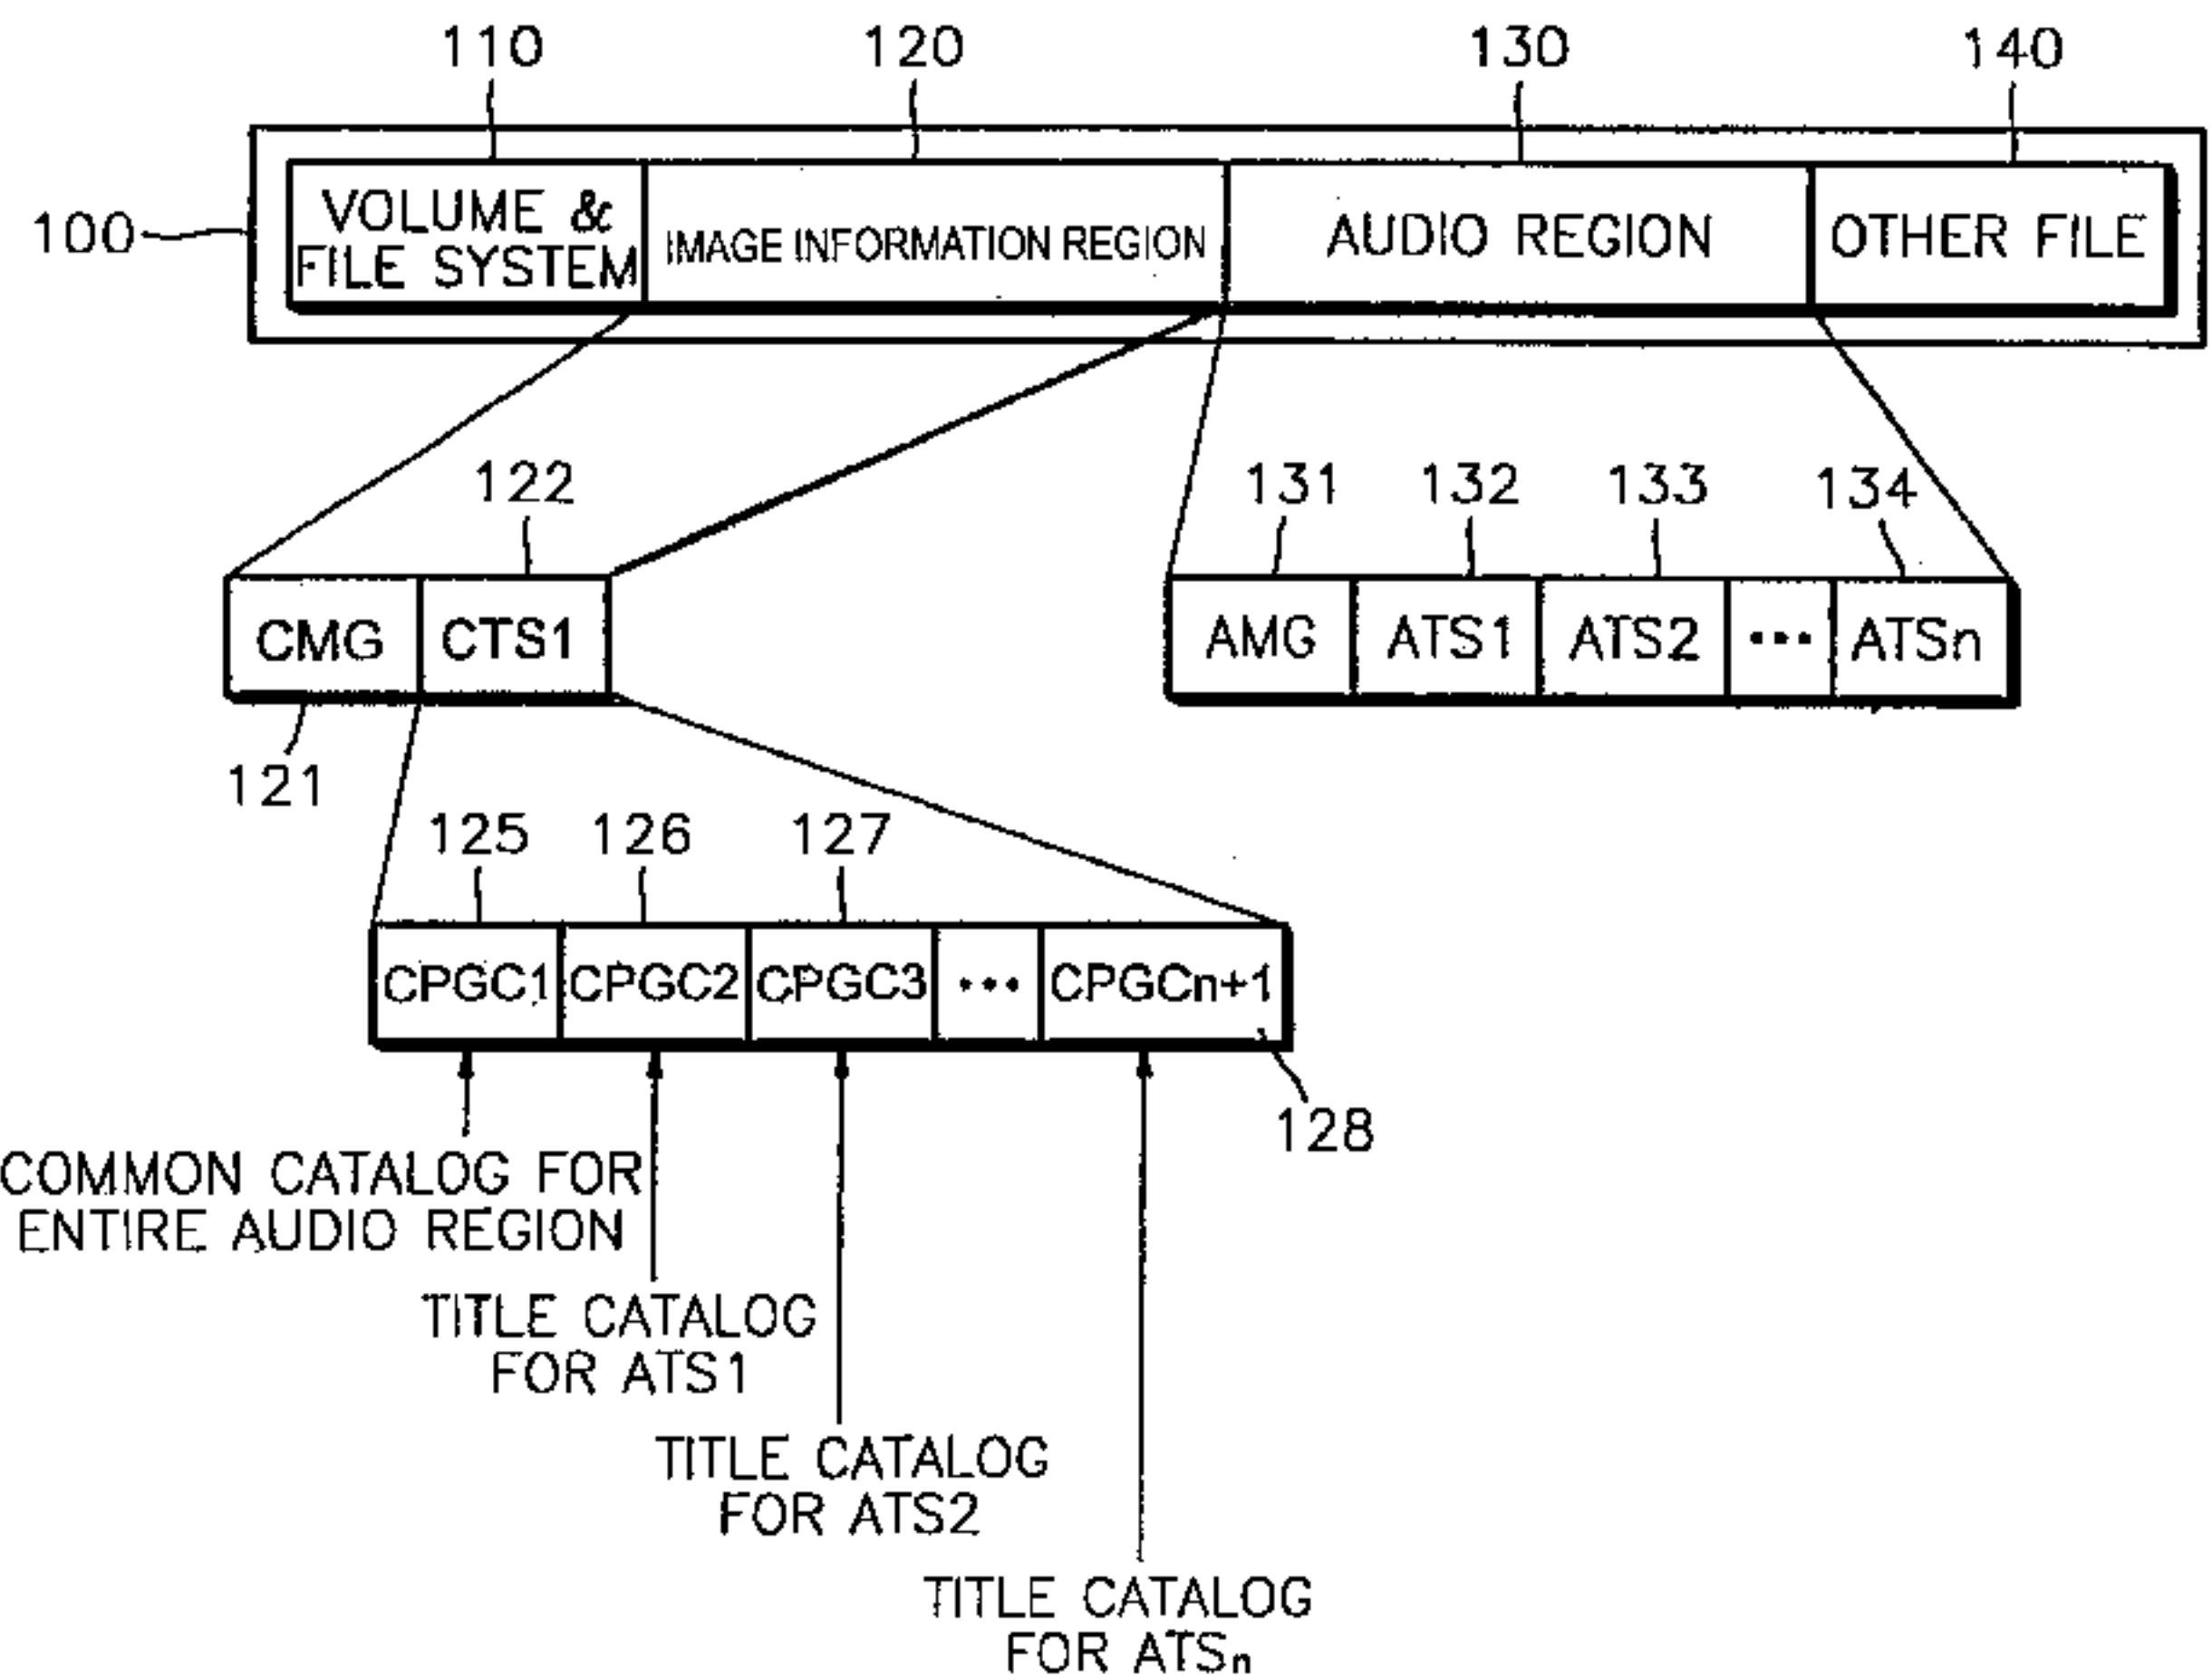 110
120
130
140
100
VOLUME &
FILE SYSTEM
IMAGE INFORMATION REGION
AUDIO REGION
OTHER FILE
122
131
132
133
134
CMG
CTS1
AMG
ATS1
ATS2
...
ATSn
121
125
126
127
CPGC1
CPGC2
CPGC3
...
CPGCn+1
128
COMMON CATALOG FOR
ENTIRE AUDIO REGION
TITLE CATALOG
FOR ATS1
TITLE CATALOG
FOR ATS2
TITLE CATALOG
FOR ATSn